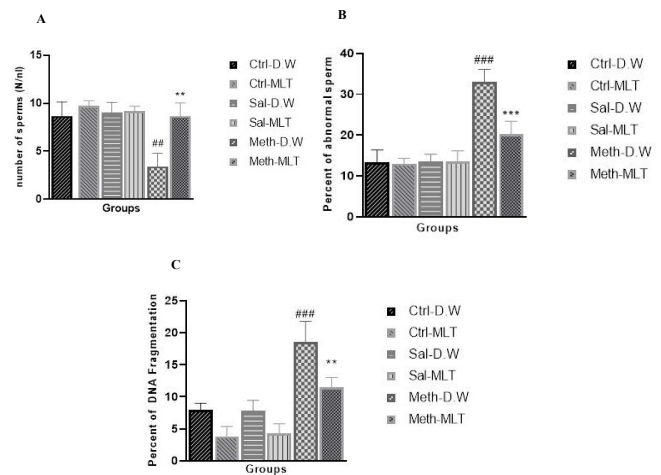 A
number of sperms (N/nl)
15
10
5
0
##
**
Groups
Ctrl-D.W
Ctrl-MLT
Sal-D.W
Sal-MLT
Meth-D.W
Meth-MLT
B
Percent of abnormal sperm
40
30
20
10
0
###
***
Groups
Ctrl-D.W
Ctrl-MLT
Sal-D.W
Sal-MLT
Meth-D.W
Meth-MLT
C
Percent of DNA Fragmentation
25
20
15
10
5
0
###
**
Groups
Ctrl-D.W
Ctrl-MLT
Sal-D.W
Sal-MLT
Meth-D.W
Meth-MLT